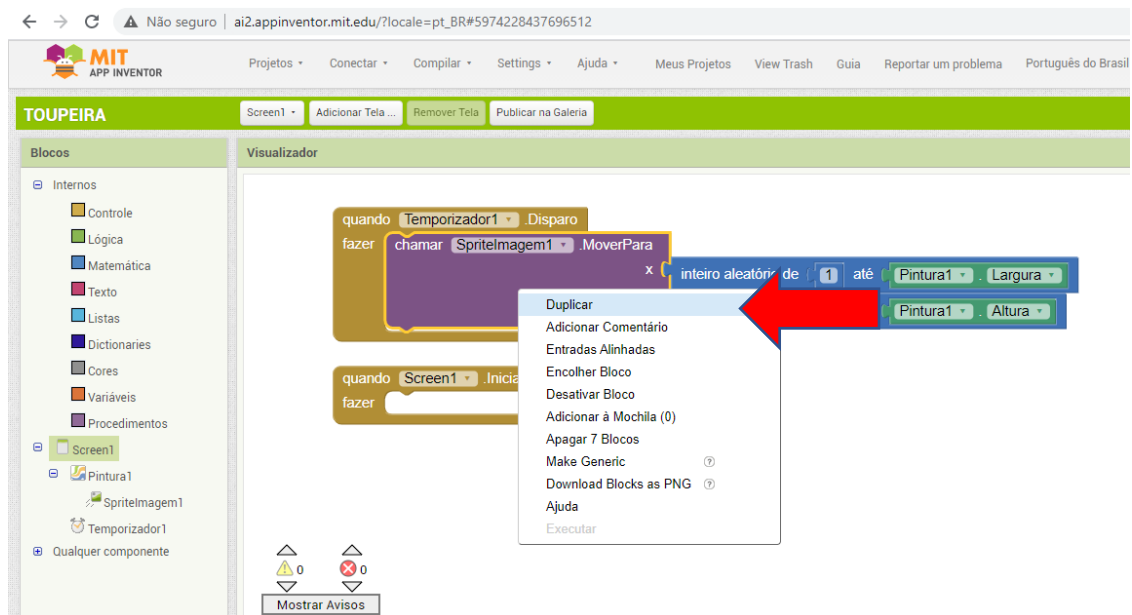 Não seguro ai2.appinventor.mit.edu/?locale=pt_BR#5974228437696512
MIT
APP INVENTOR
Projetos Conectar Compilar Settings Ajuda Meus Projetos View Trash Guia Reportar um problema Português do Brasil
TOUPEIRA
Screen1 Adicionar Tela ... Remover Tela Publicar na Galeria
Blocos
Internos
Controle
Lógica
Matemática
Texto
Listas
Dictionaries
Cores
Variáveis
Procedimentos
Screen1
Pintura1
SpriteImagem1
Temporizador1
Qualquer componente
Visualizador
quando Temporizador1 .Disparo
fazer chamar SpriteImagem1 .MoverPara
x inteiro aleatório de 1 até Pintura1 . Largura
Pintura1 . Altura
quando Screen1
fazer
Duplicar
Adicionar Comentário
Entradas Alinhadas
Encolher Bloco
Desativar Bloco
Adicionar à Mochila (0)
Apagar 7 Blocos
Make Generic ?
Download Blocks as PNG ?
Ajuda
Executar
0 0
Mostrar Avisos